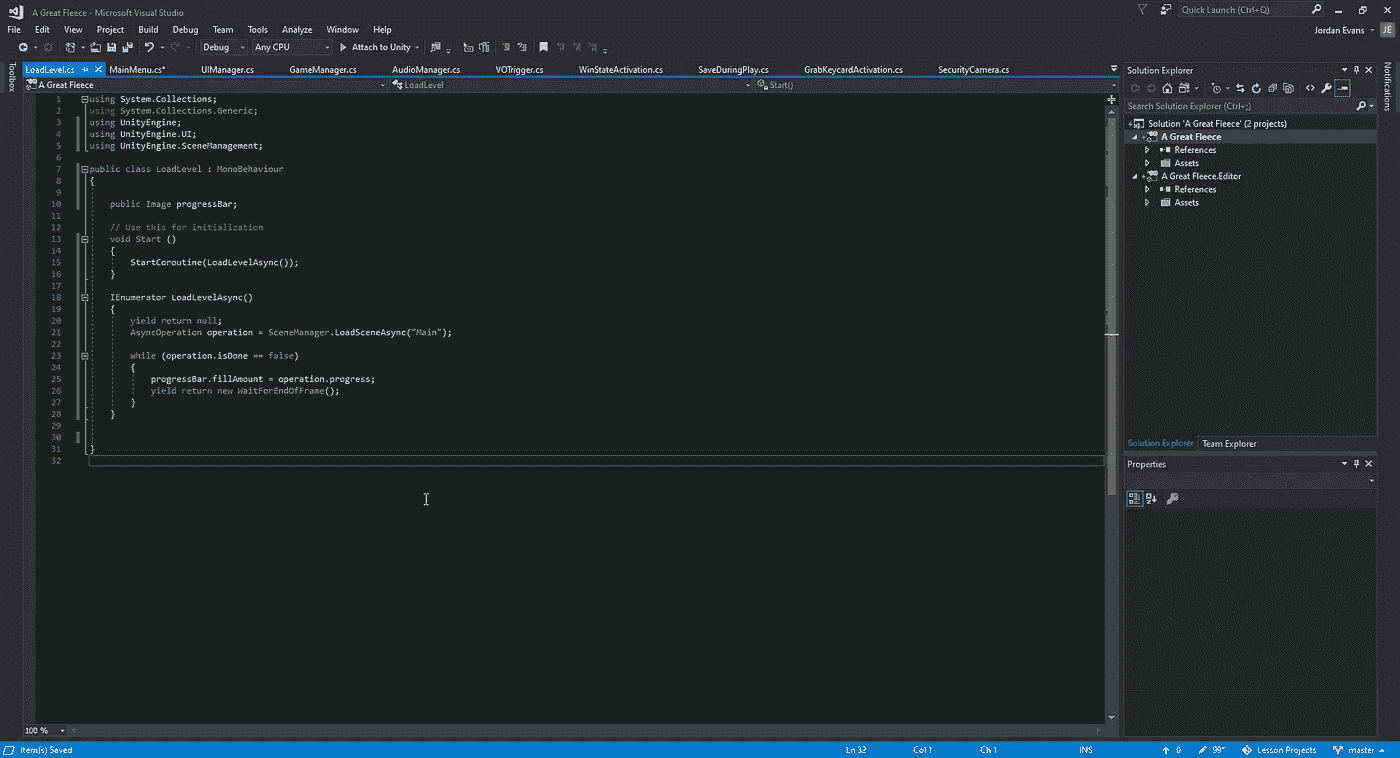 A Great Fleece - Microsoft Visual Studio
Quick Launch (Ctrl+Q)
File Edit View Project Build Debug Team Tools Analyze Window Help
Jordan Evans JE
Debug Any CPU Attach to Unity
Toolbox
LoadLevel.cs MainMenu.cs* UIManager.cs GameManager.cs AudioManager.cs VOTrigger.cs WinStateActivation.cs SaveDuringPlay.cs GrabKeycardActivation.cs SecurityCamera.cs
A Great Fleece LoadLevel Start()
1 using System.Collections;
2 using System.Collections.Generic;
3 using UnityEngine;
4 using UnityEngine.UI;
5 using UnityEngine.SceneManagement;
6
7 public class LoadLevel : MonoBehaviour
8 {
9
10 public Image progressBar;
11
12 // Use this for initialization
13 void Start ()
14 {
15 StartCoroutine(LoadLevelAsync());
16 }
17
18 IEnumerator LoadLevelAsync()
19 {
20 yield return null;
21 AsyncOperation operation = SceneManager.LoadSceneAsync("Main");
22
23 while (operation.isDone == false)
24 {
25 progressBar.fillAmount = operation.progress;
26 yield return new WaitForEndOfFrame();
27 }
28 }
29
30
31 }
32
100 %
Solution Explorer
Search Solution Explorer (Ctrl+;)
Solution 'A Great Fleece' (2 projects)
A Great Fleece
References
Assets
A Great Fleece.Editor
References
Assets
Solution Explorer Team Explorer
Properties
Notifications
Item(s) Saved Ln 32 Col 1 Ch 1 INS 0 99* Lesson Projects master